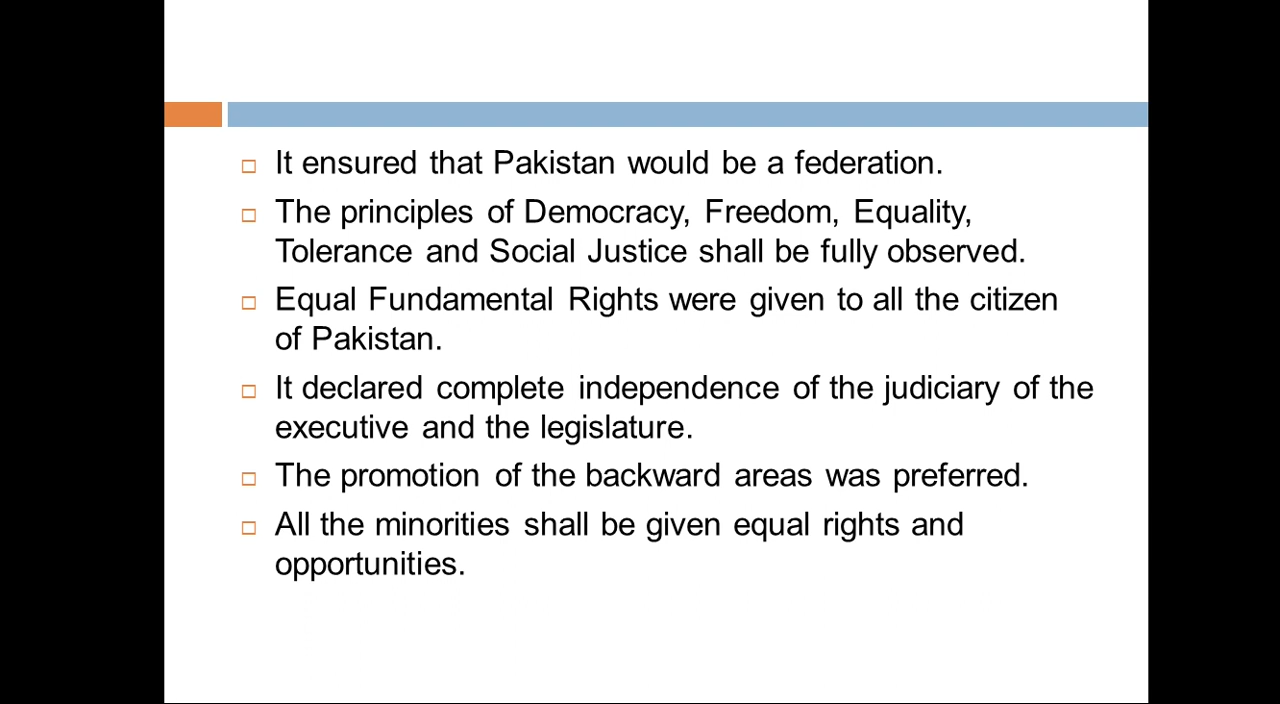 It ensured that Pakistan would be a federation.
The principles of Democracy, Freedom, Equality,
Tolerance and Social Justice shall be fully observed.
Equal Fundamental Rights were given to all the citizen
of Pakistan.
It declared complete independence of the judiciary of the
executive and the legislature.
The promotion of the backward areas was preferred.
All the minorities shall be given equal rights and
opportunities.